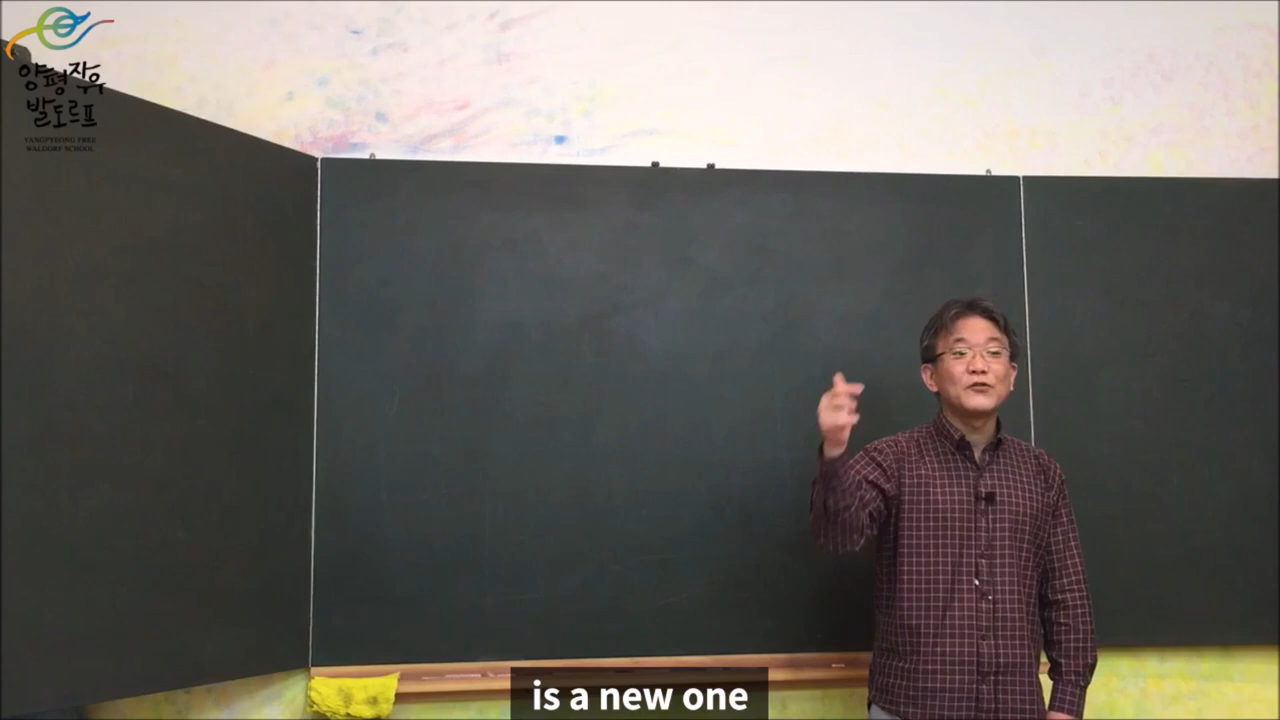 양평자유
발도르프
YANGPYEONG FREE
WALDORF SCHOOL
is a new one